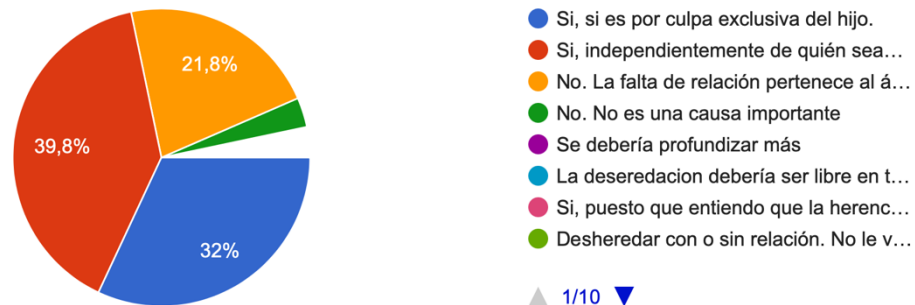 21,8%
39,8%
32%
Si, si es por culpa exclusiva del hijo.
Si, independientemente de quién sea…
No. La falta de relación pertenece al á…
No. No es una causa importante
Se debería profundizar más
La deseredacion debería ser libre en t…
Si, puesto que entiendo que la herenc…
Desheredar con o sin relación. No le v…
1/10